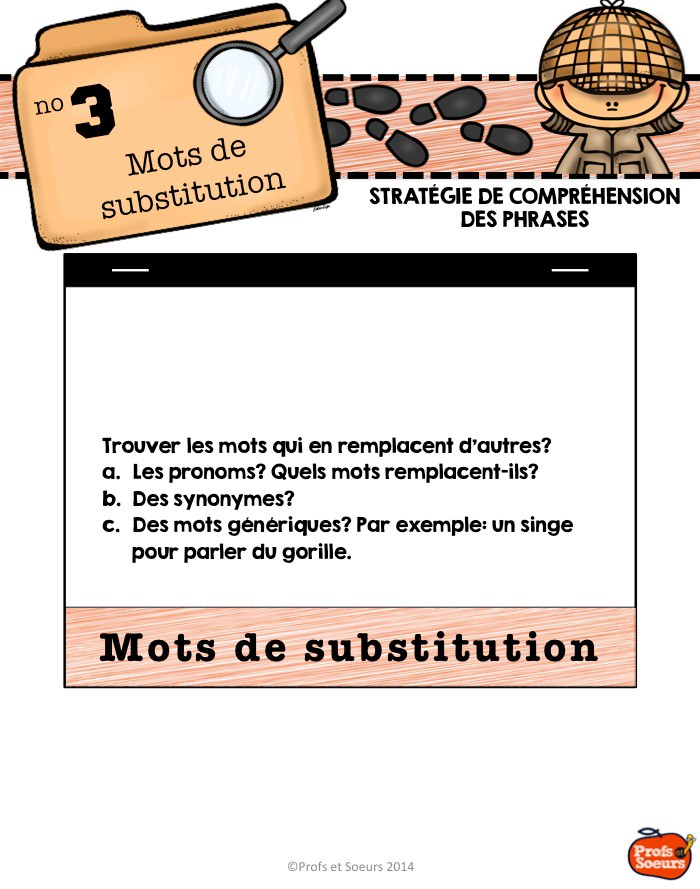 no 3
Mots de
substitution
STRATÉGIE DE COMPRÉHENSION
DES PHRASES
Trouver les mots qui en remplacent d'autres?
a. Les pronoms? Quels mots remplacent-ils?
b. Des synonymes?
c. Des mots génériques? Par exemple: un singe
pour parler du gorille.
Mots de substitution
©Profs et Soeurs 2014
Profs
Soeurs